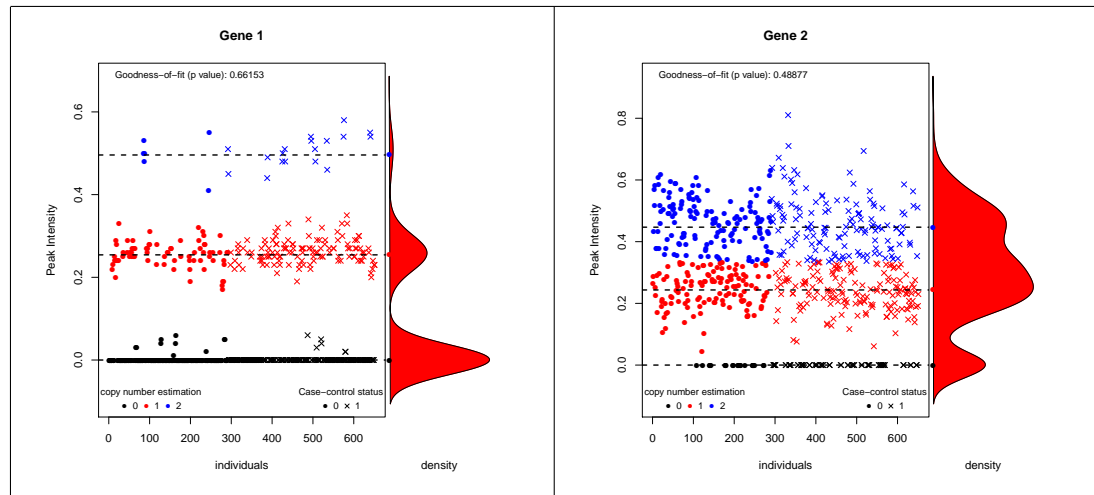 Gene 1
Goodness-of-fit (p value): 0.66153
Peak Intensity
0.6
0.4
0.2
0.0
copy number estimation
0 1 2
Case-control status
0 1
0 100 200 300 400 500 600
individuals
density
Gene 2
Goodness-of-fit (p value): 0.48877
Peak Intensity
0.8
0.6
0.4
0.2
0.0
copy number estimation
0 1 2
Case-control status
0 1
0 100 200 300 400 500 600
individuals
density